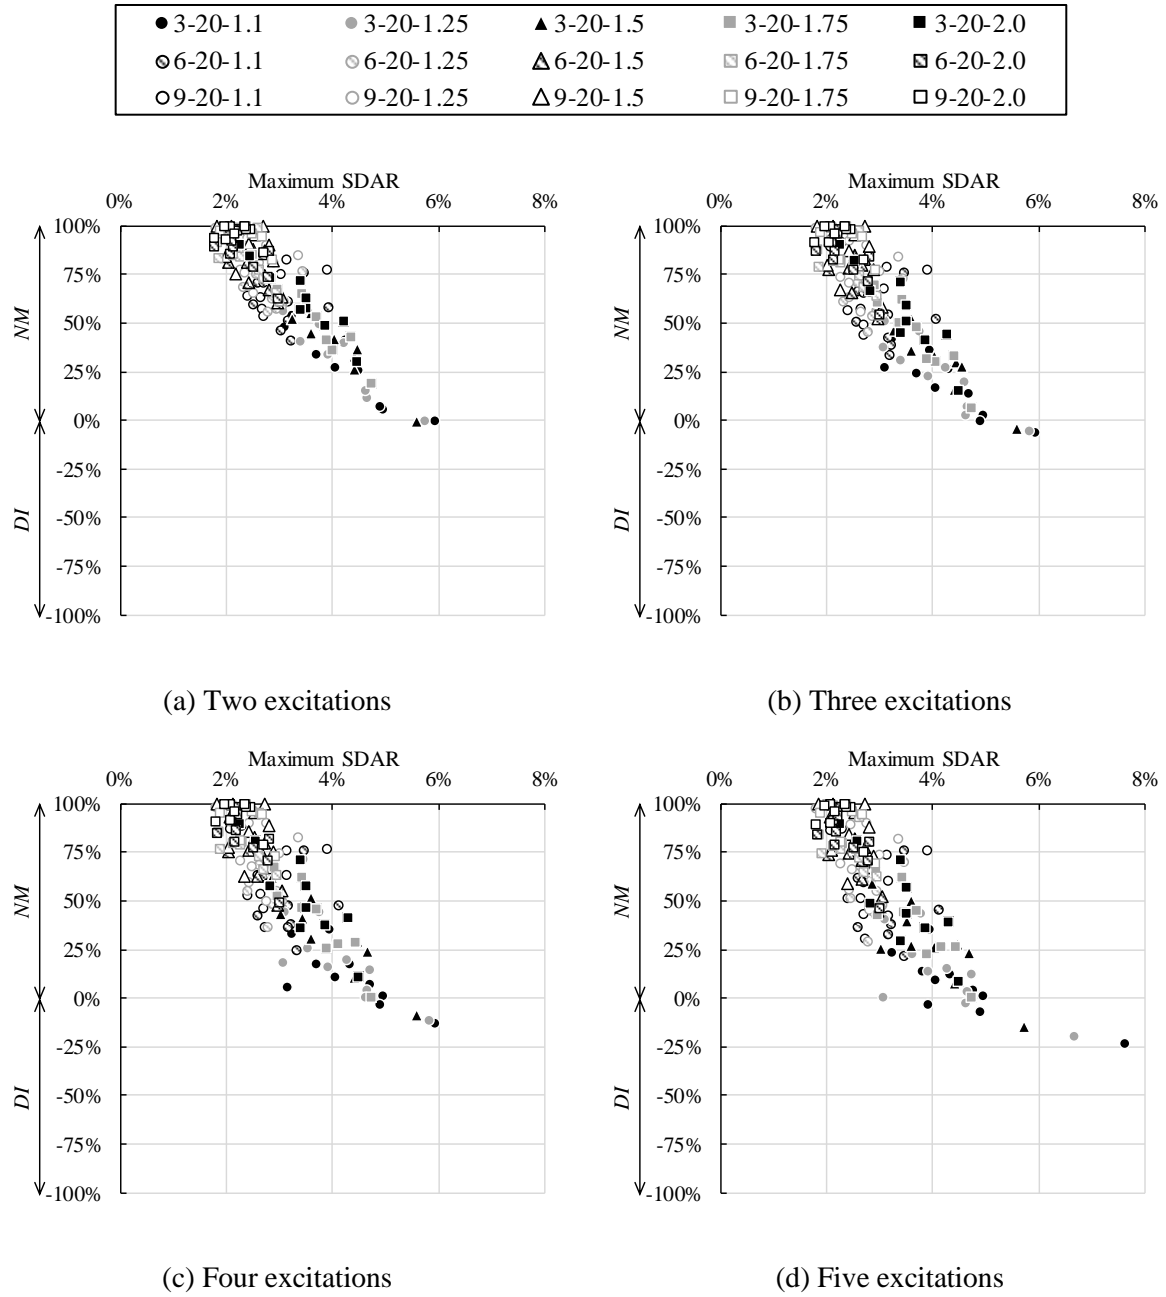 3-20-1.1 3-20-1.25 3-20-1.5 3-20-1.75 3-20-2.0
6-20-1.1 6-20-1.25 6-20-1.5 6-20-1.75 6-20-2.0
9-20-1.1 9-20-1.25 9-20-1.5 9-20-1.75 9-20-2.0
Maximum SDAR
0% 2% 4% 6% 8%
100%
75%
NM
50%
25%
0%
-25%
DI
-50%
-75%
-100%
(a) Two excitations
Maximum SDAR
0% 2% 4% 6% 8%
100%
75%
NM
50%
25%
0%
-25%
DI
-50%
-75%
-100%
(b) Three excitations
Maximum SDAR
0% 2% 4% 6% 8%
100%
75%
NM
50%
25%
0%
-25%
DI
-50%
-75%
-100%
(c) Four excitations
Maximum SDAR
0% 2% 4% 6% 8%
100%
75%
NM
50%
25%
0%
-25%
DI
-50%
-75%
-100%
(d) Five excitations